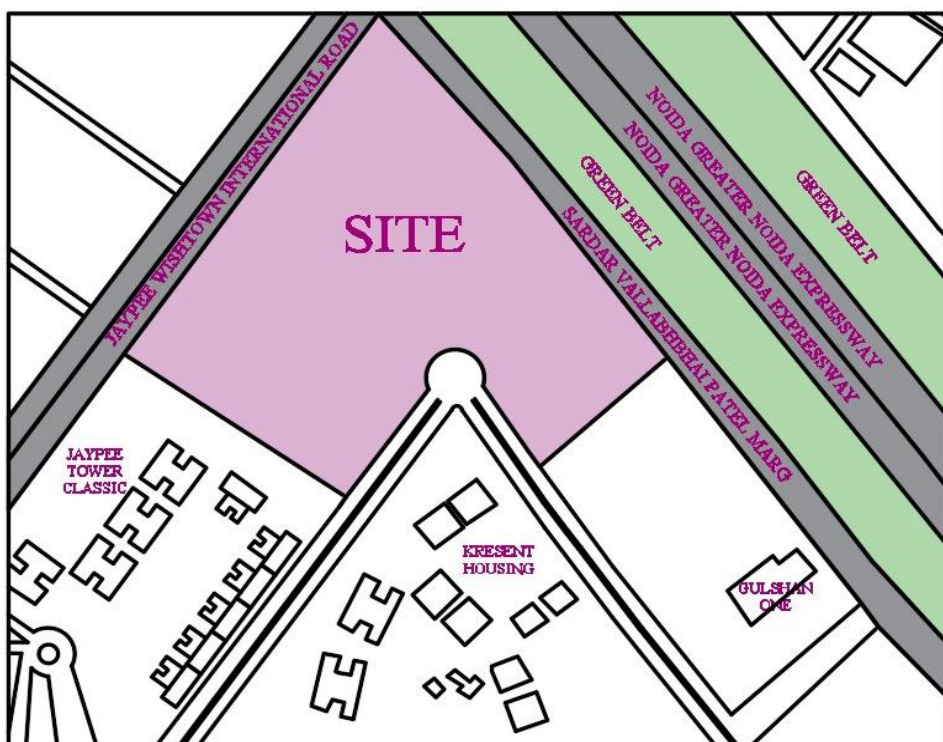 JAYPEE WISHTOWN INTERNATIONAL ROAD
SITE
GREEN BELT
SARDAR VALLABHBHAI PATEL MARG
NOIDA GREATER NOIDA EXPRESSWAY
NOIDA GREATER NOIDA EXPRESSWAY
GREEN BELT
JAYPEE
TOWER
CLASSIC
KRESENT
HOUSING
GULSHAN
ONE